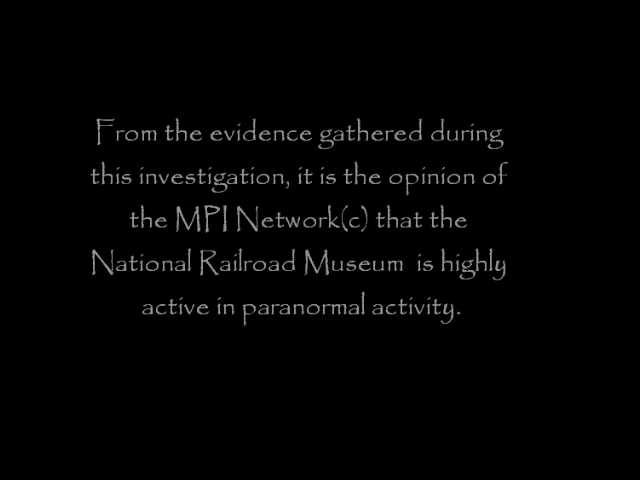 From the evidence gathered during
this investigation, it is the opinion of
the MPI Network(c) that the
National Railroad Museum is highly
active in paranormal activity.